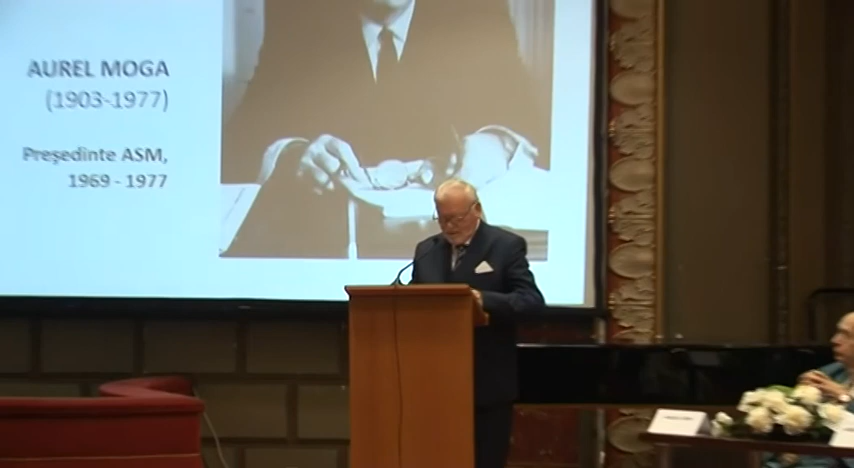 AUREL MOGA
(1903-1977)
Preşedinte ASM,
1969 - 1977